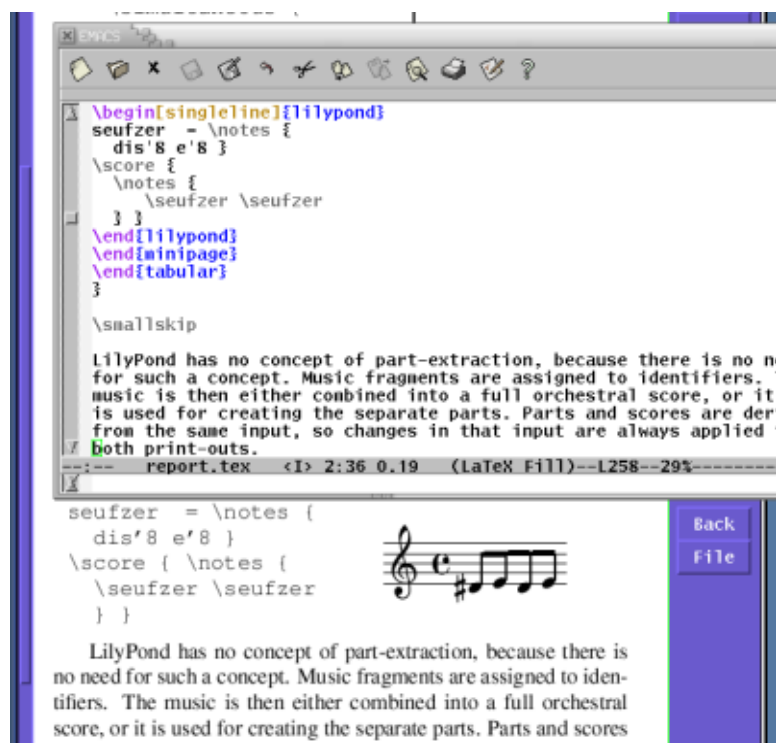 EMACS
\begin[singleline]{lilypond}
seufzer  = \notes {
  dis'8 e'8 }
\score {
  \notes {
     \seufzer \seufzer
  } }
\end{lilypond}
\end{minipage}
\end{tabular}
}
\smallskip
LilyPond has no concept of part-extraction, because there is no
for such a concept. Music fragments are assigned to identifiers.
music is then either combined into a full orchestral score, or it
is used for creating the separate parts. Parts and scores are
from the same input, so changes in that input are always applied
both print-outs.
--:--   report.tex   <I> 2:36 0.19   (LaTeX Fill)--L258--29%--------
seufzer  = \notes {
  dis'8 e'8 }
\score { \notes {
  \seufzer \seufzer
  } }
Back
File
LilyPond has no concept of part-extraction, because there is
no need for such a concept. Music fragments are assigned to iden-
tifiers. The music is then either combined into a full orchestral
score, or it is used for creating the separate parts. Parts and scores